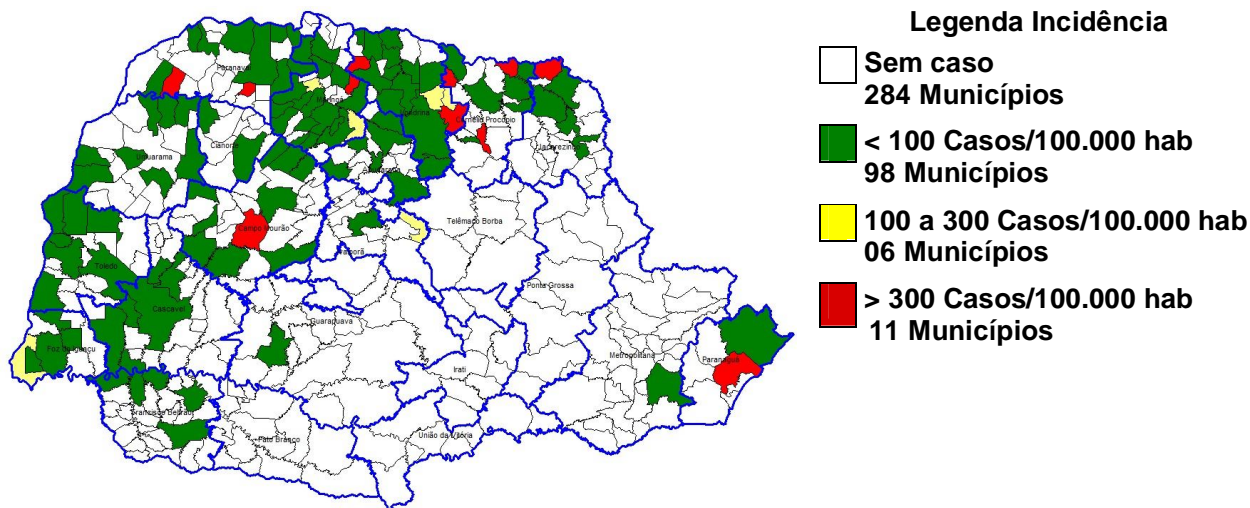 Legenda Incidência
Sem caso
284 Municípios
< 100 Casos/100.000 hab
98 Municípios
100 a 300 Casos/100.000 hab
06 Municípios
> 300 Casos/100.000 hab
11 Municípios
Paranavaí
Maringá
Londrina
Cornélio Procópio
Jacarezinho
Umuarama
Cianorte
Apucarana
Campo Mourão
Telêmaco Borba
Ivaiporã
Toledo
Cascavel
Ponta Grossa
Guarapuava
Foz do Iguaçu
Metropolitana
Paranaguá
Irati
Francisco Beltrão
Pato Branco
União da Vitória